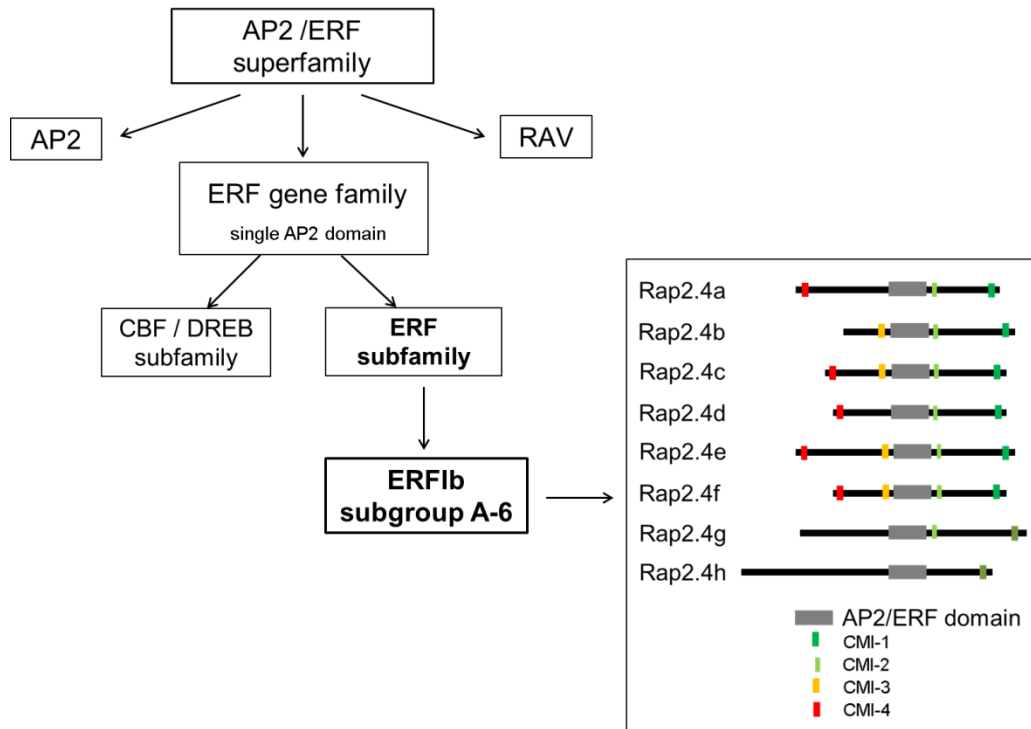 AP2 /ERF
superfamily
AP2
RAV
ERF gene family
single AP2 domain
CBF / DREB
subfamily
ERF
subfamily
ERFIb
subgroup A-6
Rap2.4a
Rap2.4b
Rap2.4c
Rap2.4d
Rap2.4e
Rap2.4f
Rap2.4g
Rap2.4h
AP2/ERF domain
CMI-1
CMI-2
CMI-3
CMI-4